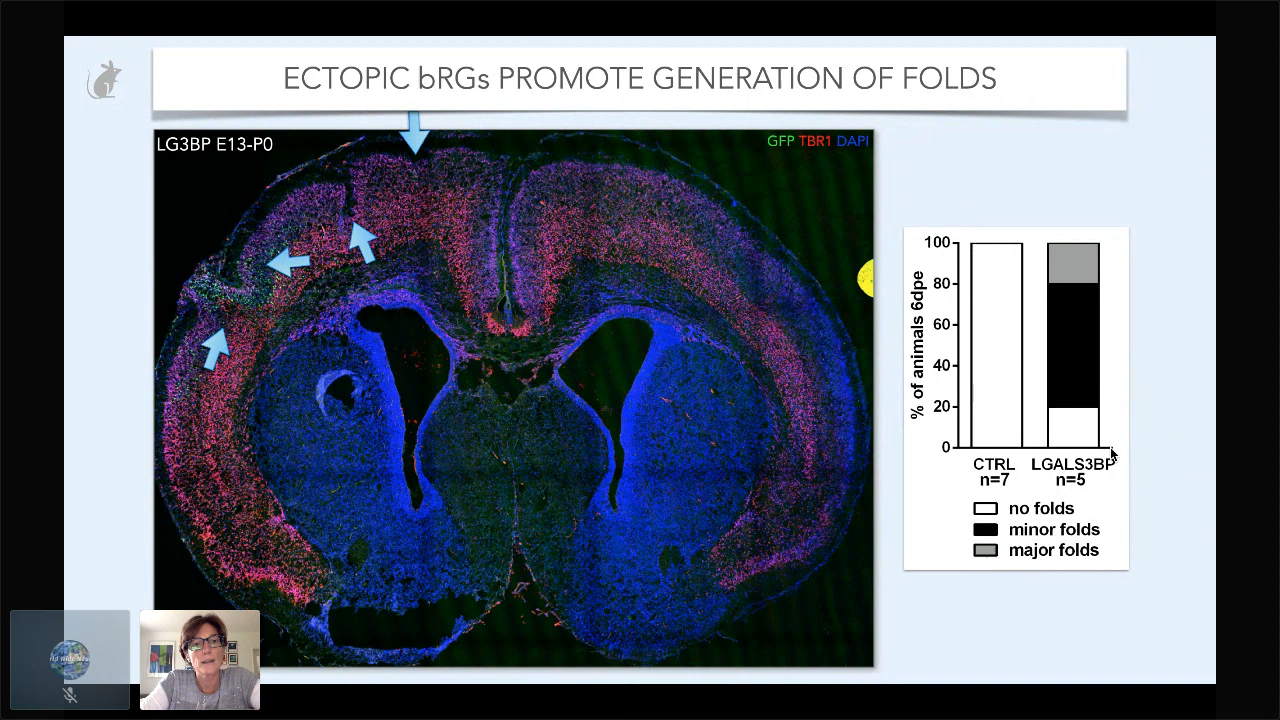 ECTOPIC bRGs PROMOTE GENERATION OF FOLDS
LG3BP E13-P0
GFP TBR1 DAPI
% of animals 6dpe
100
80
60
40
20
0
CTRL
n=7
LGALS3BP
n=5
no folds
minor folds
major folds